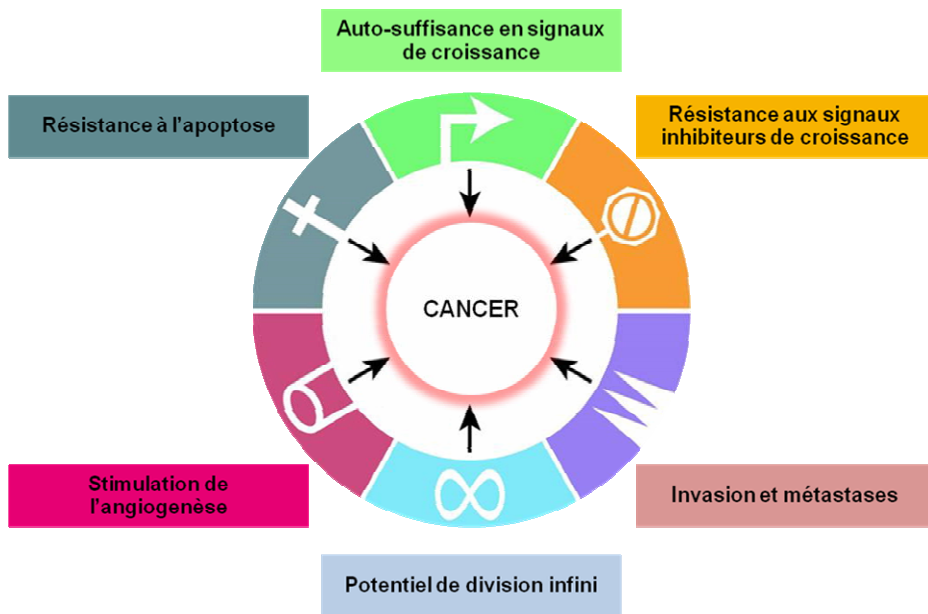 Auto-suffisance en signaux
de croissance
Résistance à l'apoptose
Résistance aux signaux
inhibiteurs de croissance
CANCER
Stimulation de
l'angiogenèse
Invasion et métastases
Potentiel de division infini